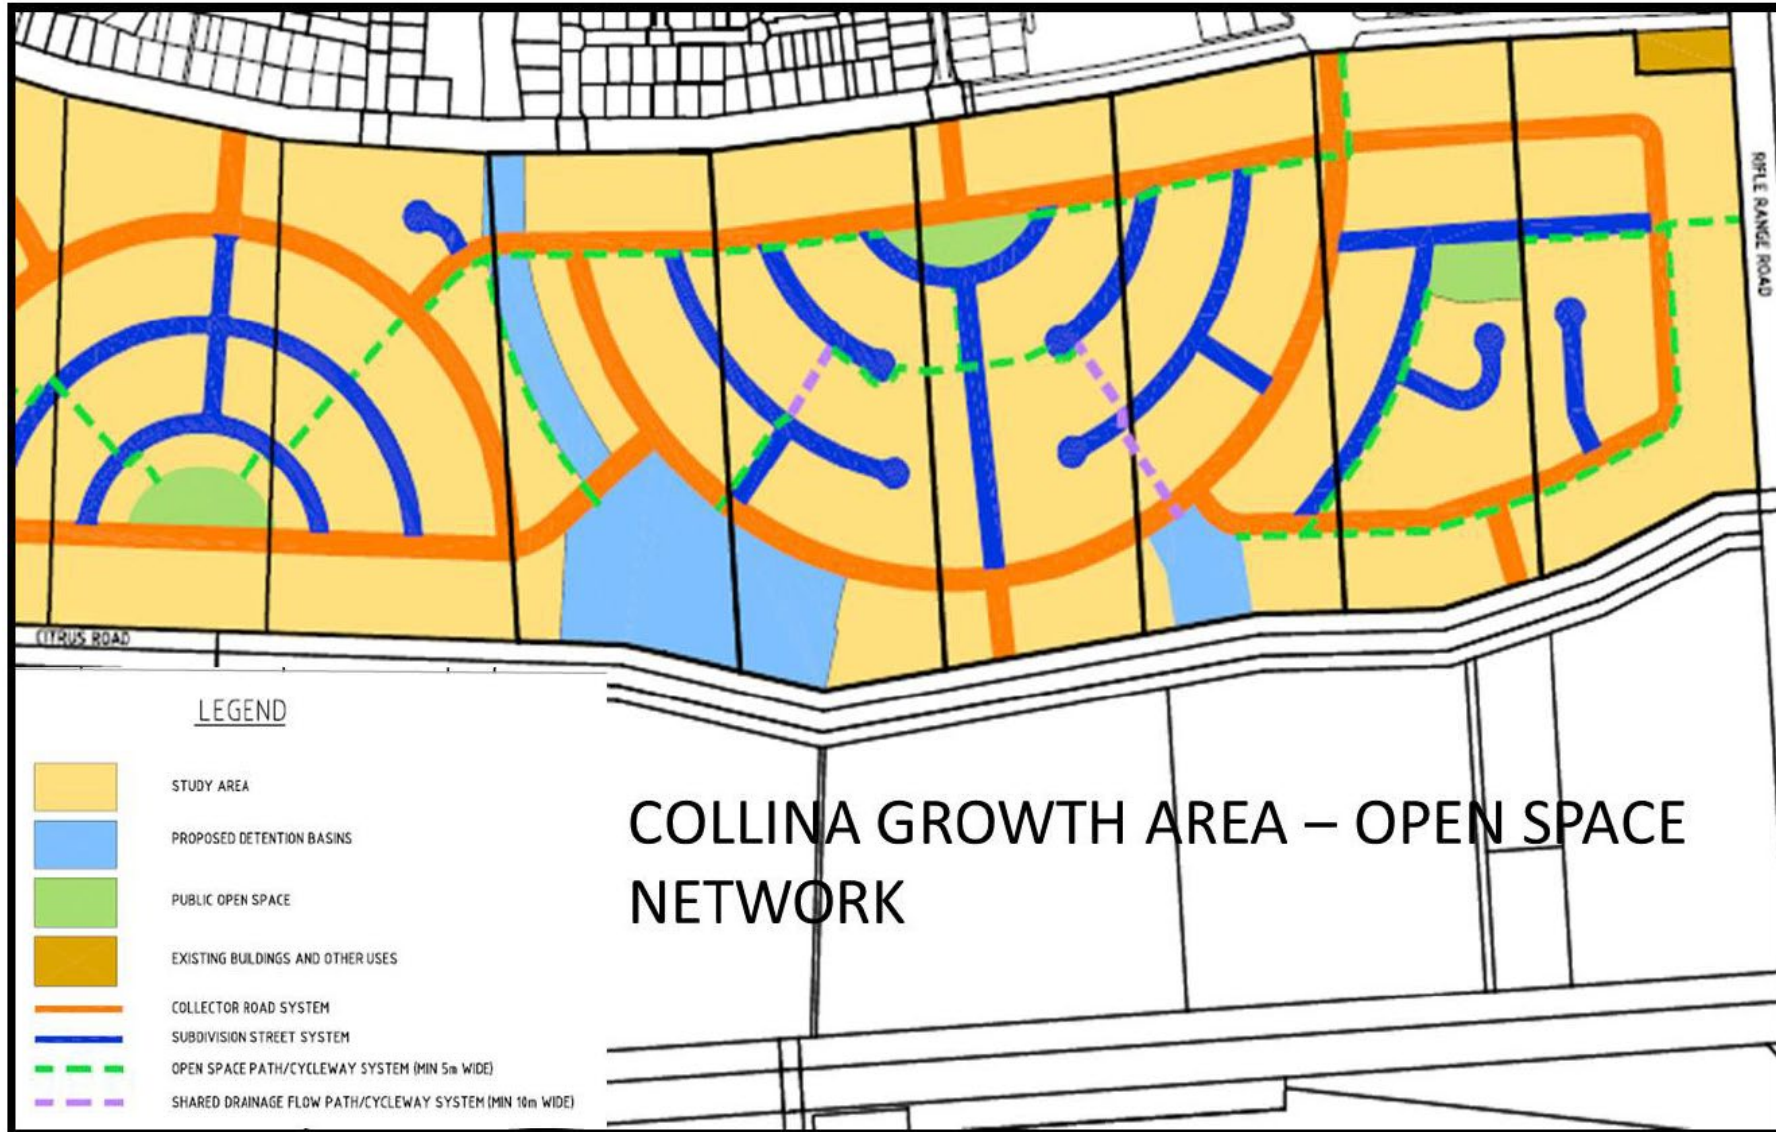 RIFLE RANGE ROAD
CITRUS ROAD
LEGEND
STUDY AREA
PROPOSED DETENTION BASINS
PUBLIC OPEN SPACE
EXISTING BUILDINGS AND OTHER USES
COLLECTOR ROAD SYSTEM
SUBDIVISION STREET SYSTEM
OPEN SPACE PATH/CYCLEWAY SYSTEM (MIN 5m WIDE)
SHARED DRAINAGE FLOW PATH/CYCLEWAY SYSTEM (MIN 10m WIDE)
COLLINA GROWTH AREA – OPEN SPACE
NETWORK